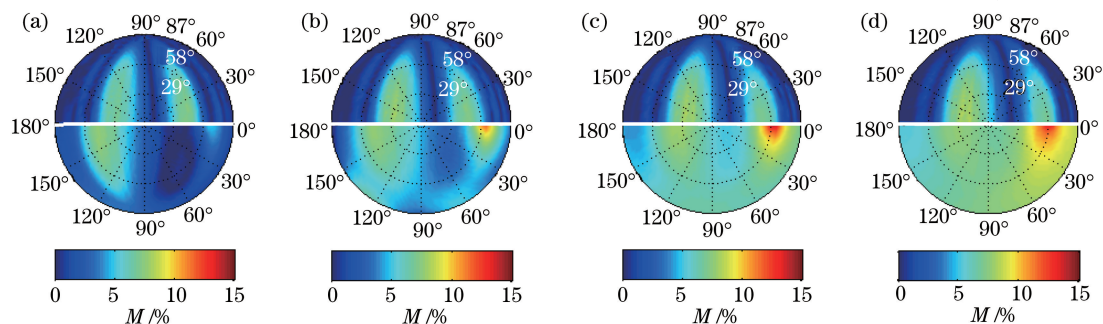 (a) (b) (c) (d)
90° 90° 90° 90°
120° 87° 120° 87° 120° 87° 120° 87°
60° 60° 60° 60°
58° 58° 58° 58°
150° 30° 150° 30° 150° 30° 150° 30°
29° 29° 29° 29°
180° 0° 180° 0° 180° 0° 180° 0°
150° 30° 150° 30° 150° 30° 150° 30°
120° 60° 120° 60° 120° 60° 120° 60°
90° 90° 90° 90°
0 5 10 15 0 5 10 15 0 5 10 15 0 5 10 15
M /% M /% M /% M /%